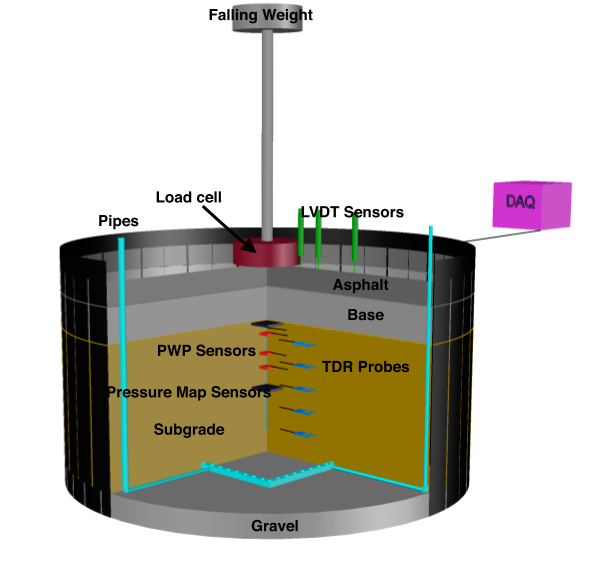 Falling Weight
Load cell
DAQ
LVDT Sensors
Pipes
Asphalt
Base
PWP Sensors
TDR Probes
Pressure Map Sensors
Subgrade
Gravel